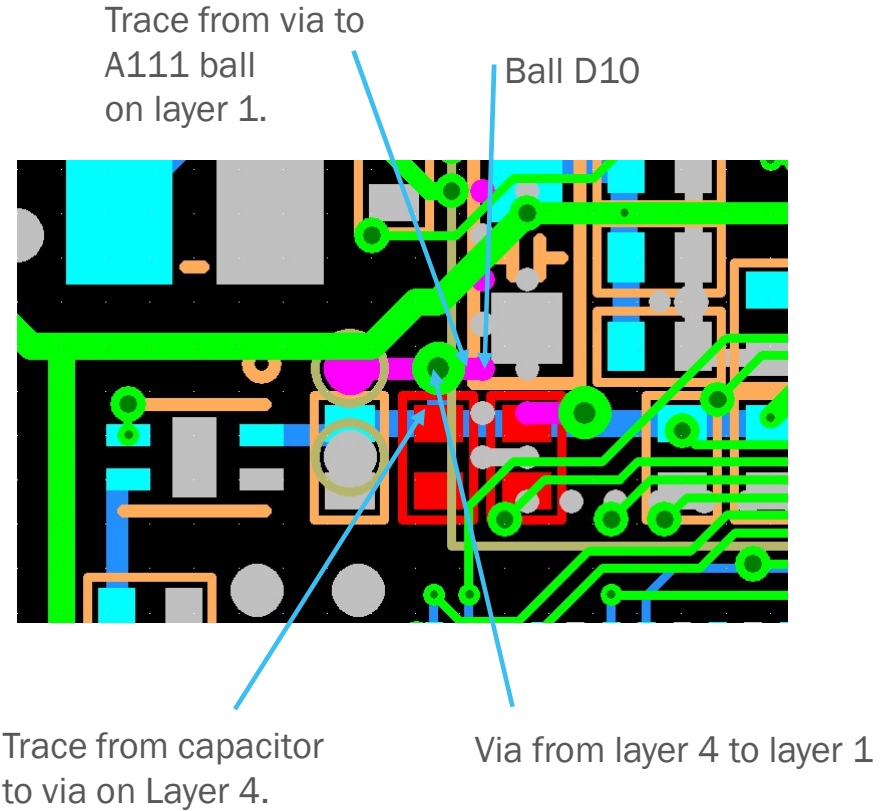 Trace from via to
A111 ball
on layer 1.
Ball D10
Trace from capacitor
to via on Layer 4.
Via from layer 4 to layer 1